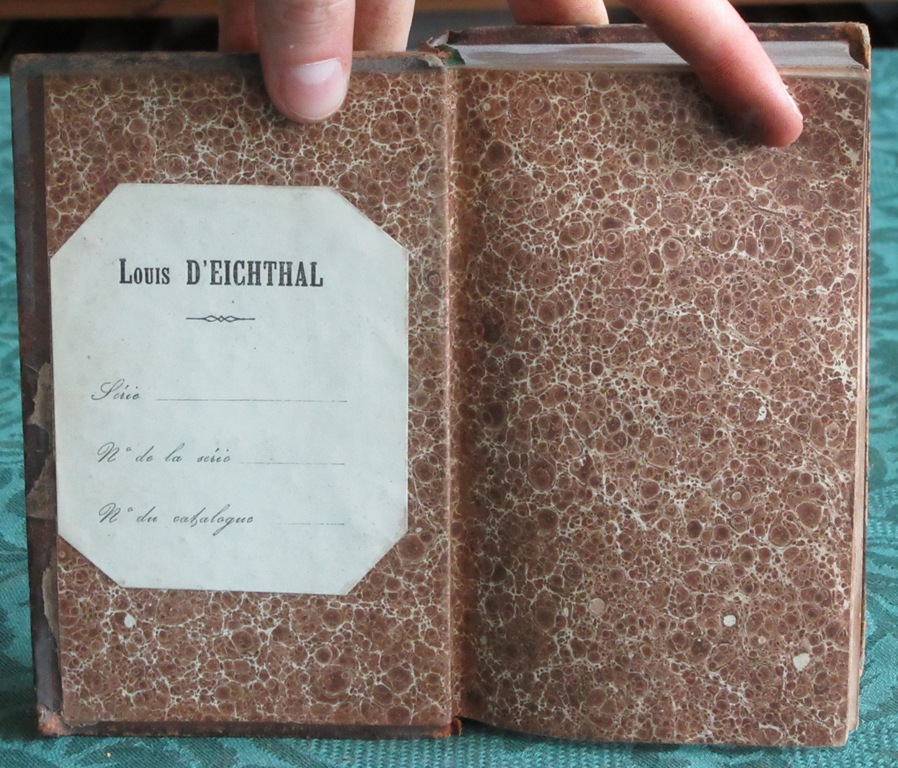 Louis D'EICHTHAL
Série
N° de la série
N° du catalogue